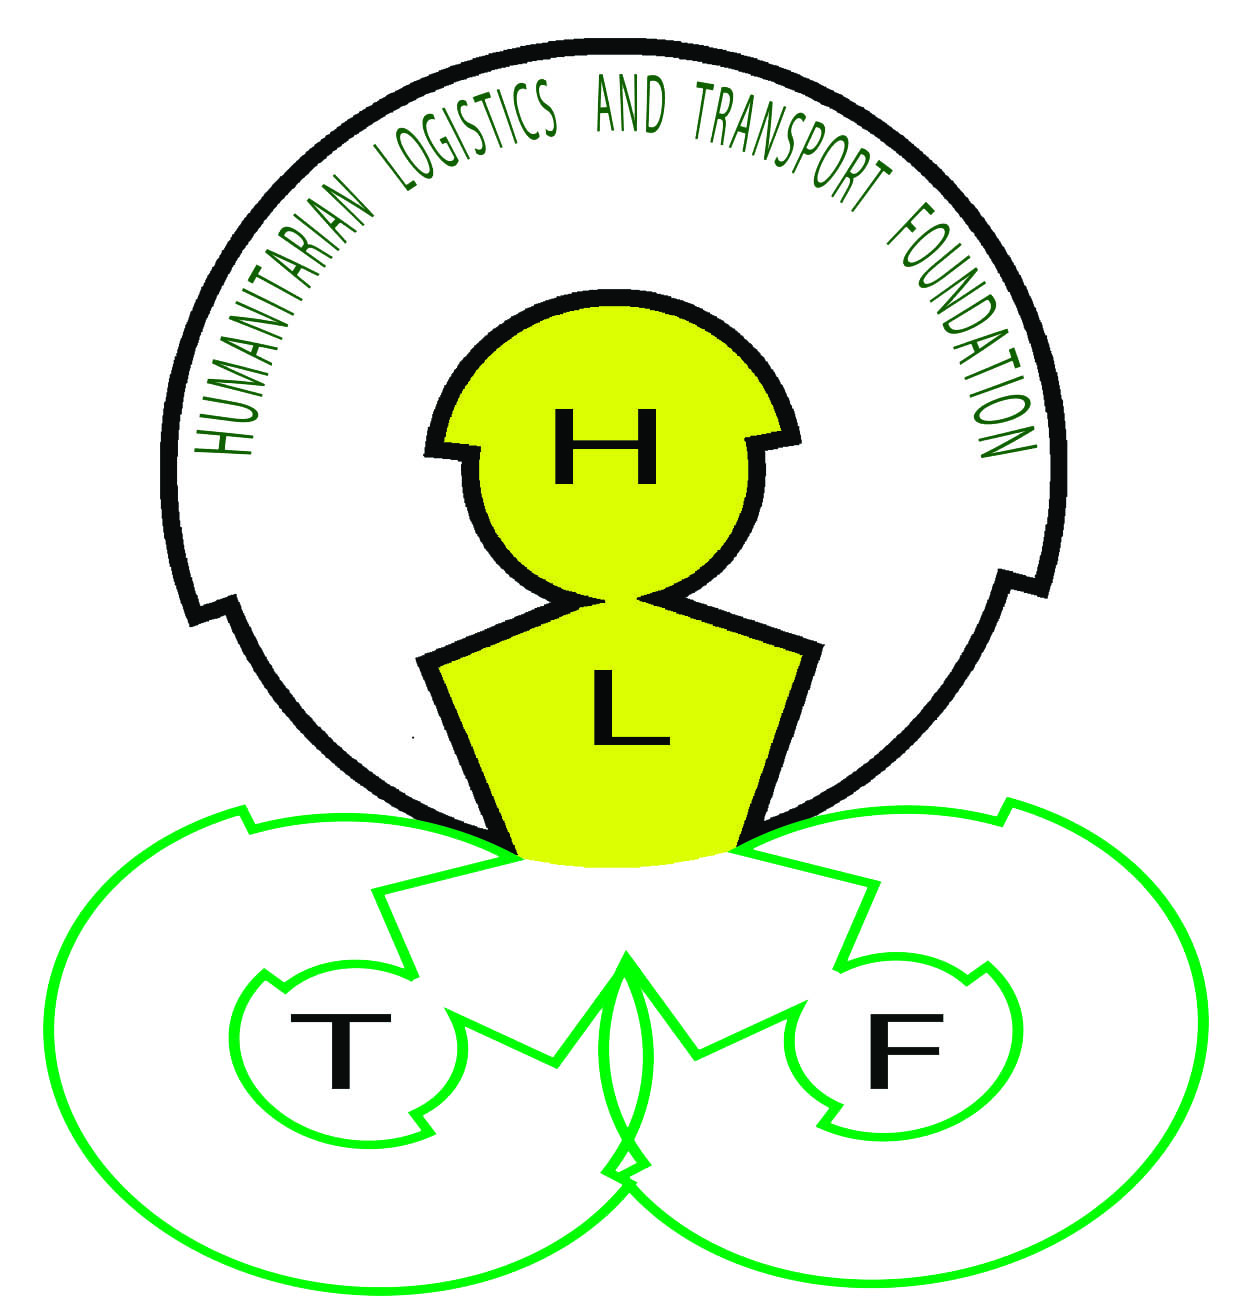 HUMANITARIAN LOGISTICS AND TRANSPORT FOUNDATION
H
L
T F